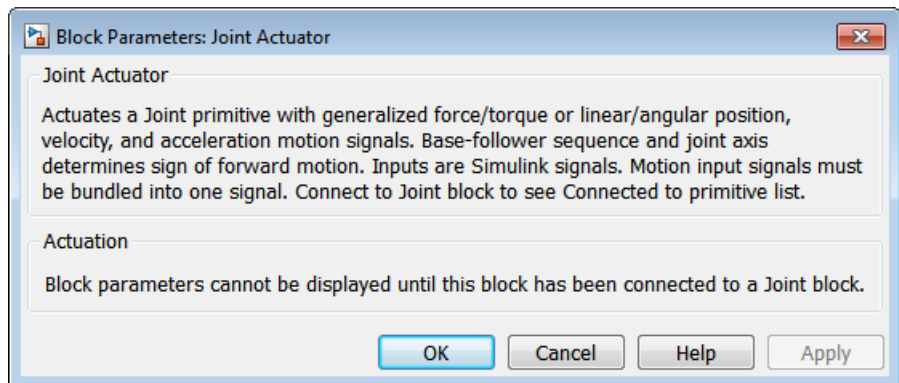 Block Parameters: Joint Actuator
Joint Actuator
Actuates a Joint primitive with generalized force/torque or linear/angular position,
velocity, and acceleration motion signals. Base-follower sequence and joint axis
determines sign of forward motion. Inputs are Simulink signals. Motion input signals must
be bundled into one signal. Connect to Joint block to see Connected to primitive list.
Actuation
Block parameters cannot be displayed until this block has been connected to a Joint block.
OK Cancel Help Apply